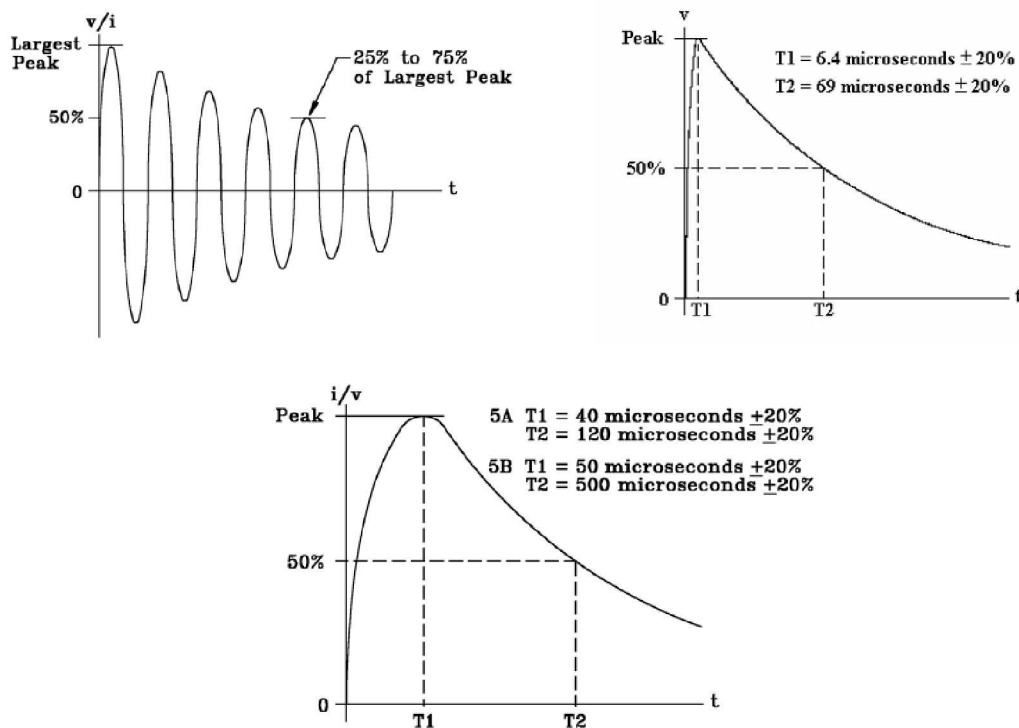 v/i
Largest
Peak
25% to 75%
of Largest Peak
50%
0
t
v
Peak
T1 = 6.4 microseconds ±20%
T2 = 69 microseconds ±20%
50%
0
T1
T2
t
i/v
Peak
5A T1 = 40 microseconds ±20%
T2 = 120 microseconds ±20%
5B T1 = 50 microseconds ±20%
T2 = 500 microseconds ±20%
50%
0
T1
T2
t